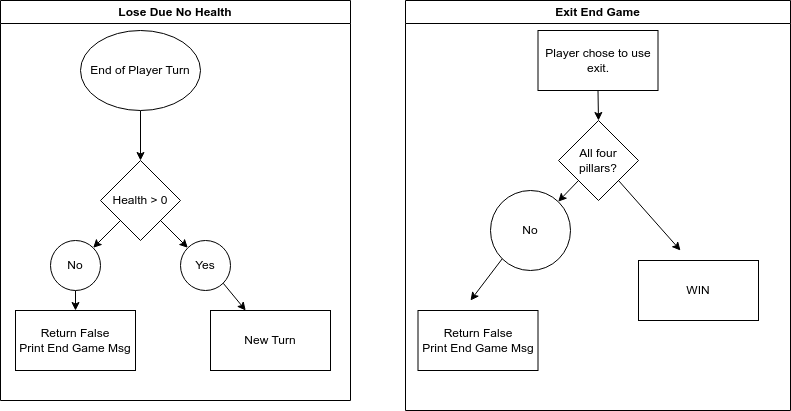 Lose Due No Health
End of Player Turn
Health > 0
No
Yes
Return False
Print End Game Msg
New Turn
Exit End Game
Player chose to use
exit.
All four
pillars?
No
WIN
Return False
Print End Game Msg